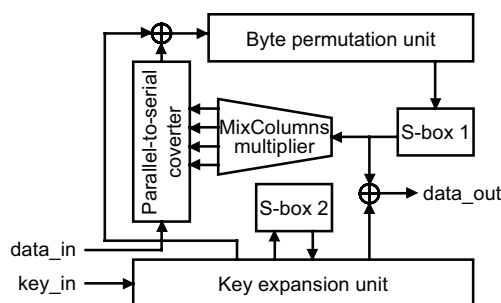 Byte permutation unit
Parallel-to-serial
coverter
MixColumns
multiplier
S-box 1
S-box 2
data_out
data_in
key_in
Key expansion unit